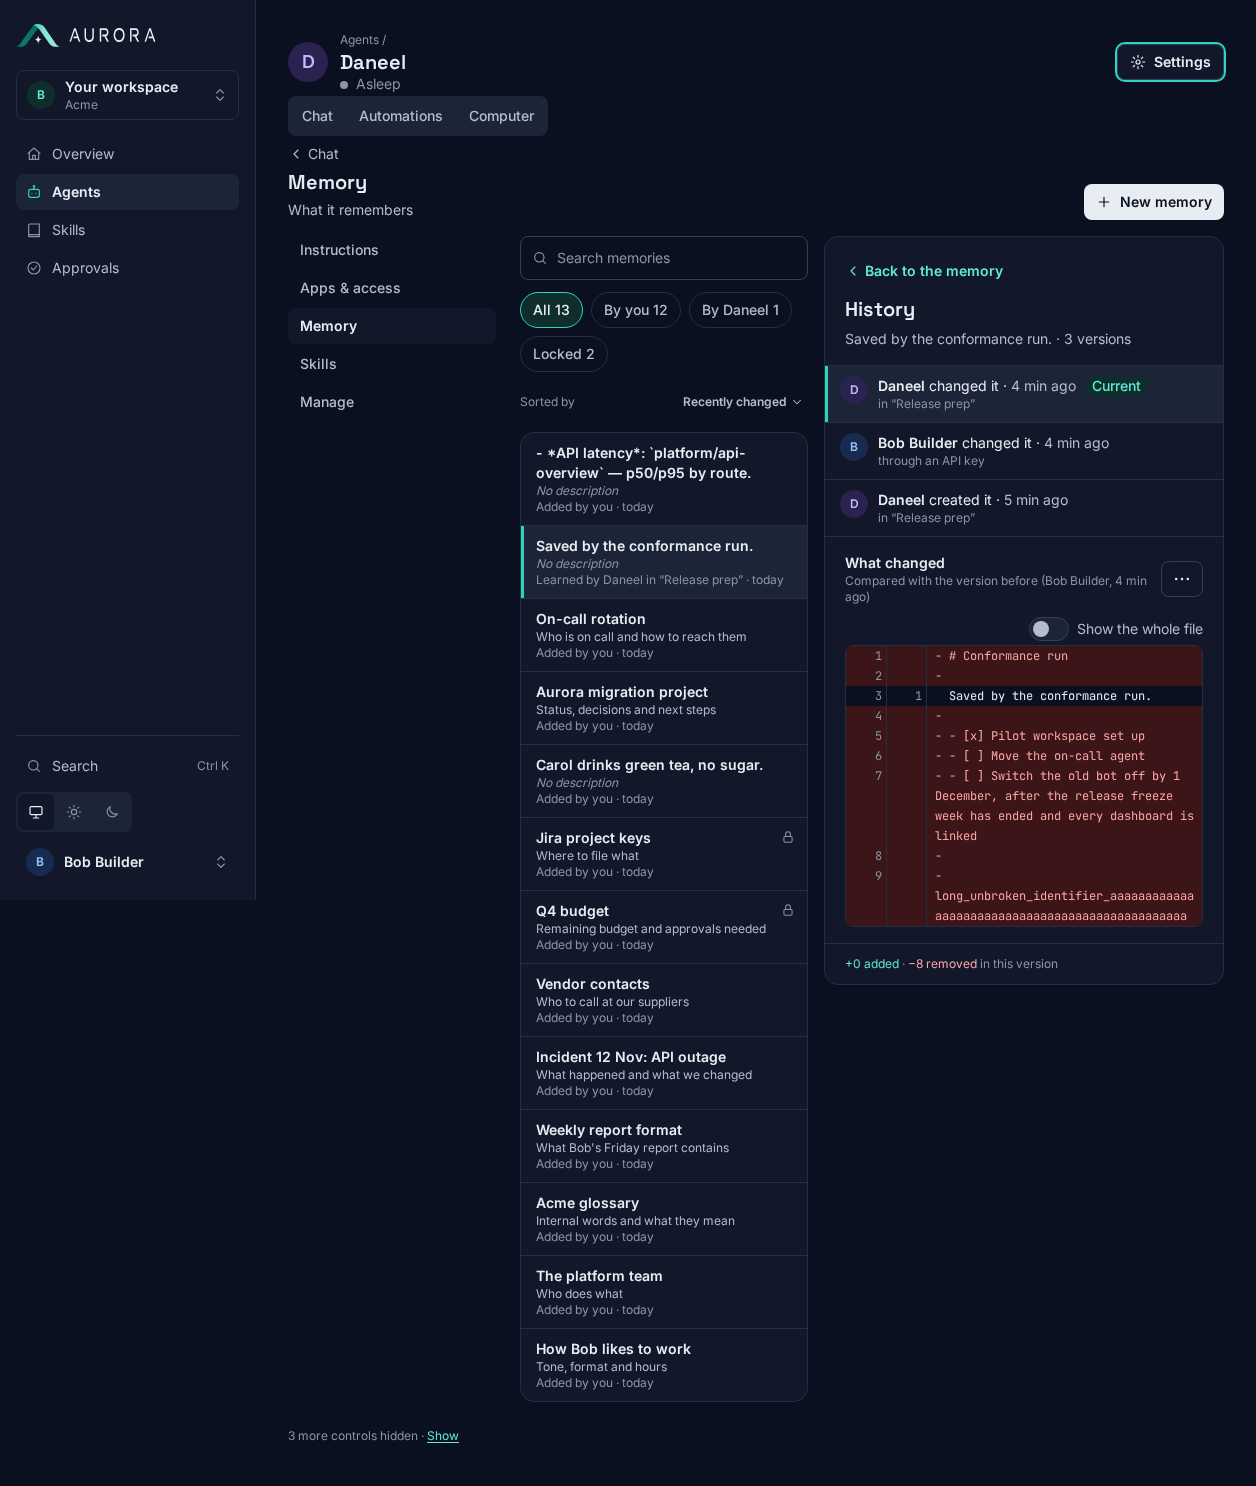 AURORA
B
Your workspace
Acme
Overview
Agents
Skills
Approvals
Search
Ctrl K
B
Bob Builder
D
Agents /
Daneel
Asleep
Settings
Chat
Automations
Computer
Chat
Memory
What it remembers
New memory
Instructions
Apps & access
Memory
Skills
Manage
Search memories
All 13
By you 12
By Daneel 1
Locked 2
Sorted by
Recently changed
- *API latency*: `platform/api-
overview` — p50/p95 by route.
No description
Added by you · today
Saved by the conformance run.
No description
Learned by Daneel in “Release prep” · today
On-call rotation
Who is on call and how to reach them
Added by you · today
Aurora migration project
Status, decisions and next steps
Added by you · today
Carol drinks green tea, no sugar.
No description
Added by you · today
Jira project keys
Where to file what
Added by you · today
Q4 budget
Remaining budget and approvals needed
Added by you · today
Vendor contacts
Who to call at our suppliers
Added by you · today
Incident 12 Nov: API outage
What happened and what we changed
Added by you · today
Weekly report format
What Bob's Friday report contains
Added by you · today
Acme glossary
Internal words and what they mean
Added by you · today
The platform team
Who does what
Added by you · today
How Bob likes to work
Tone, format and hours
Added by you · today
Back to the memory
History
Saved by the conformance run. · 3 versions
D
Daneel changed it · 4 min ago
Current
in “Release prep”
B
Bob Builder changed it · 4 min ago
through an API key
D
Daneel created it · 5 min ago
in “Release prep”
What changed
Compared with the version before (Bob Builder, 4 min
ago)
Show the whole file
1 - # Conformance run
2 -
3 1 Saved by the conformance run.
4 -
5 - - [x] Pilot workspace set up
6 - - [ ] Move the on-call agent
7 - - [ ] Switch the old bot off by 1
December, after the release freeze
week has ended and every dashboard is
linked
8 -
9 -
long_unbroken_identifier_aaaaaaaaaaaa
aaaaaaaaaaaaaaaaaaaaaaaaaaaaaaaaaaaa
+0 added · −8 removed in this version
3 more controls hidden · Show